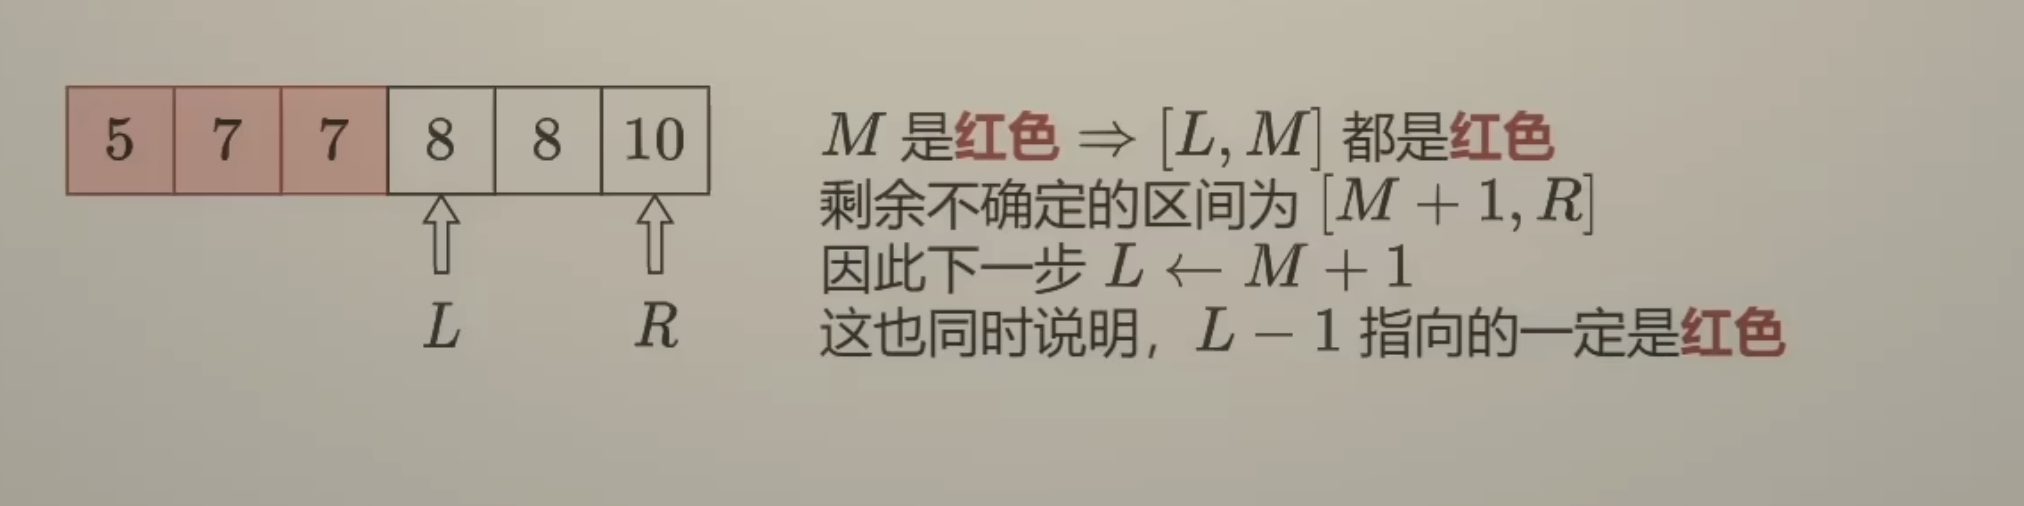 5 7 7 8 8 10
L R
M 是红色 ⇒ [L, M] 都是红色
剩余不确定的区间为 [M + 1, R]
因此下一步 L ← M + 1
这也同时说明，L − 1 指向的一定是红色